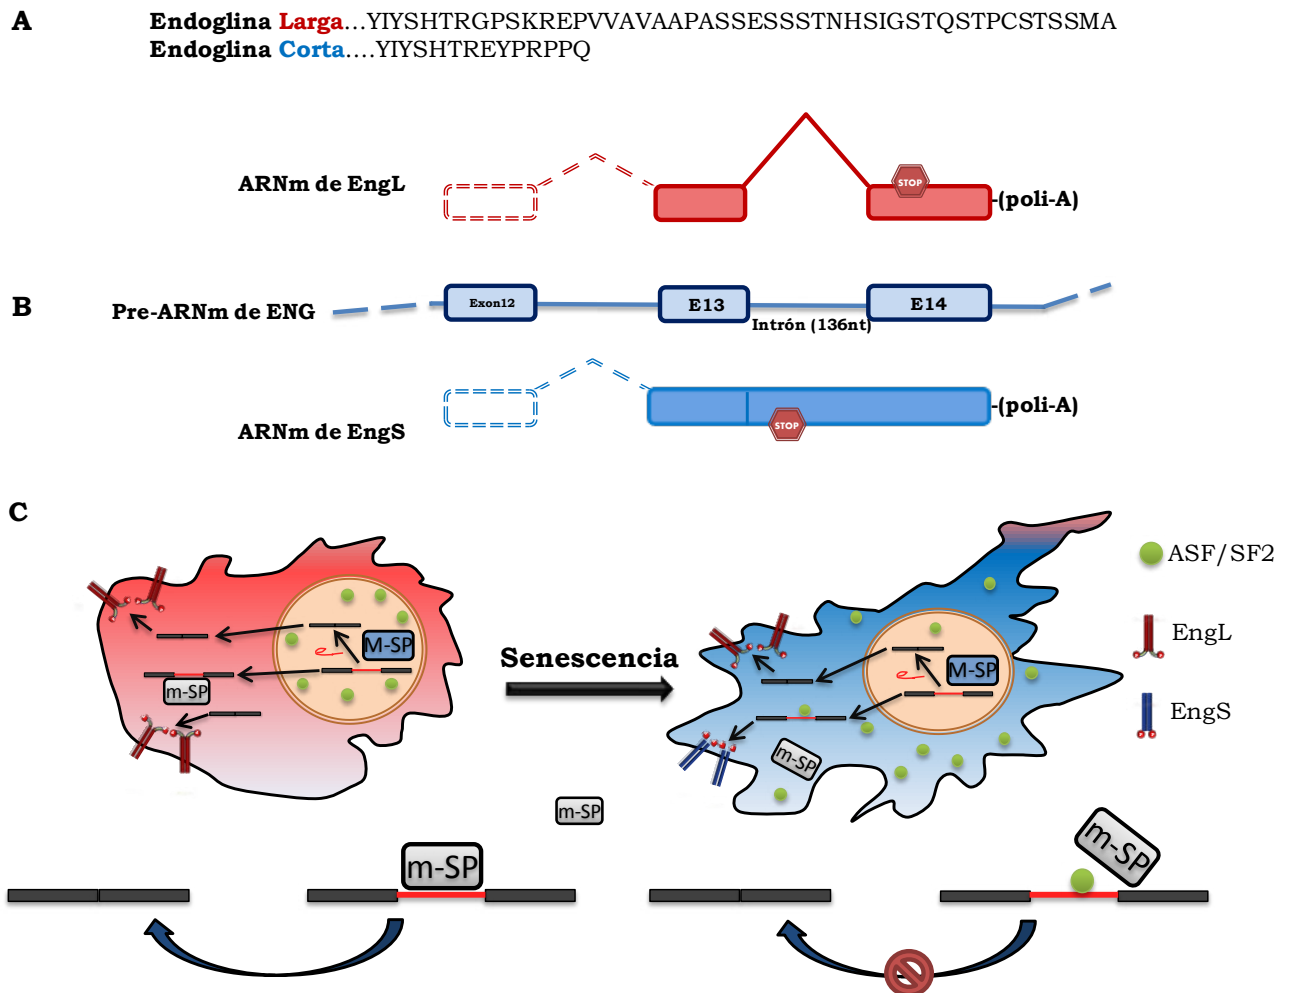 A
Endoglina Larga...YIYSHTRGPSKREPVVAVAAPASSESSSTNHSIGSTQSTPCSTSSMA
Endoglina Corta....YIYSHTREYPRPPQ
ARNm de EngL
STOP
-(poli-A)
B
Pre-ARNm de ENG
Exon12
E13
Intrón (136nt)
E14
ARNm de EngS
STOP
-(poli-A)
C
M-SP
e
m-SP
Senescencia
M-SP
e
m-SP
ASF/SF2
EngL
EngS
m-SP
m-SP
m-SP